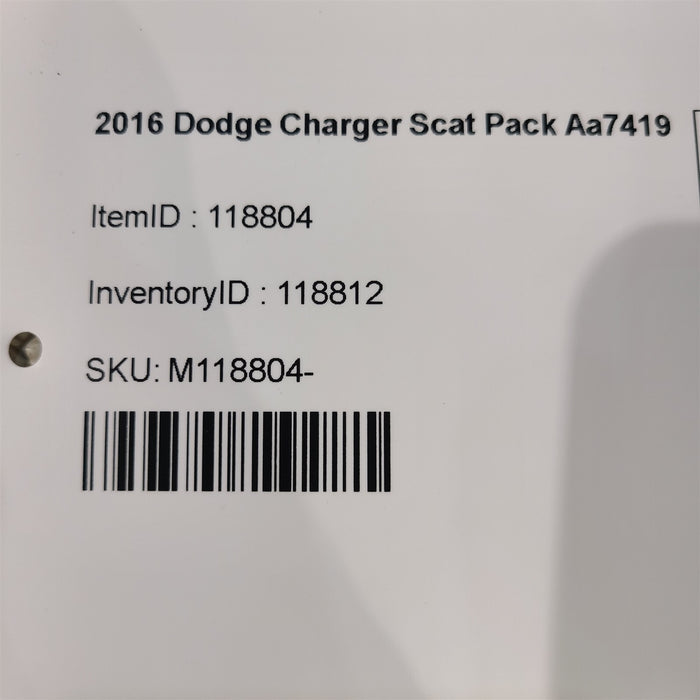 2016 Dodge Charger Scat Pack Aa7419
ItemID : 118804
InventoryID : 118812
SKU: M118804-